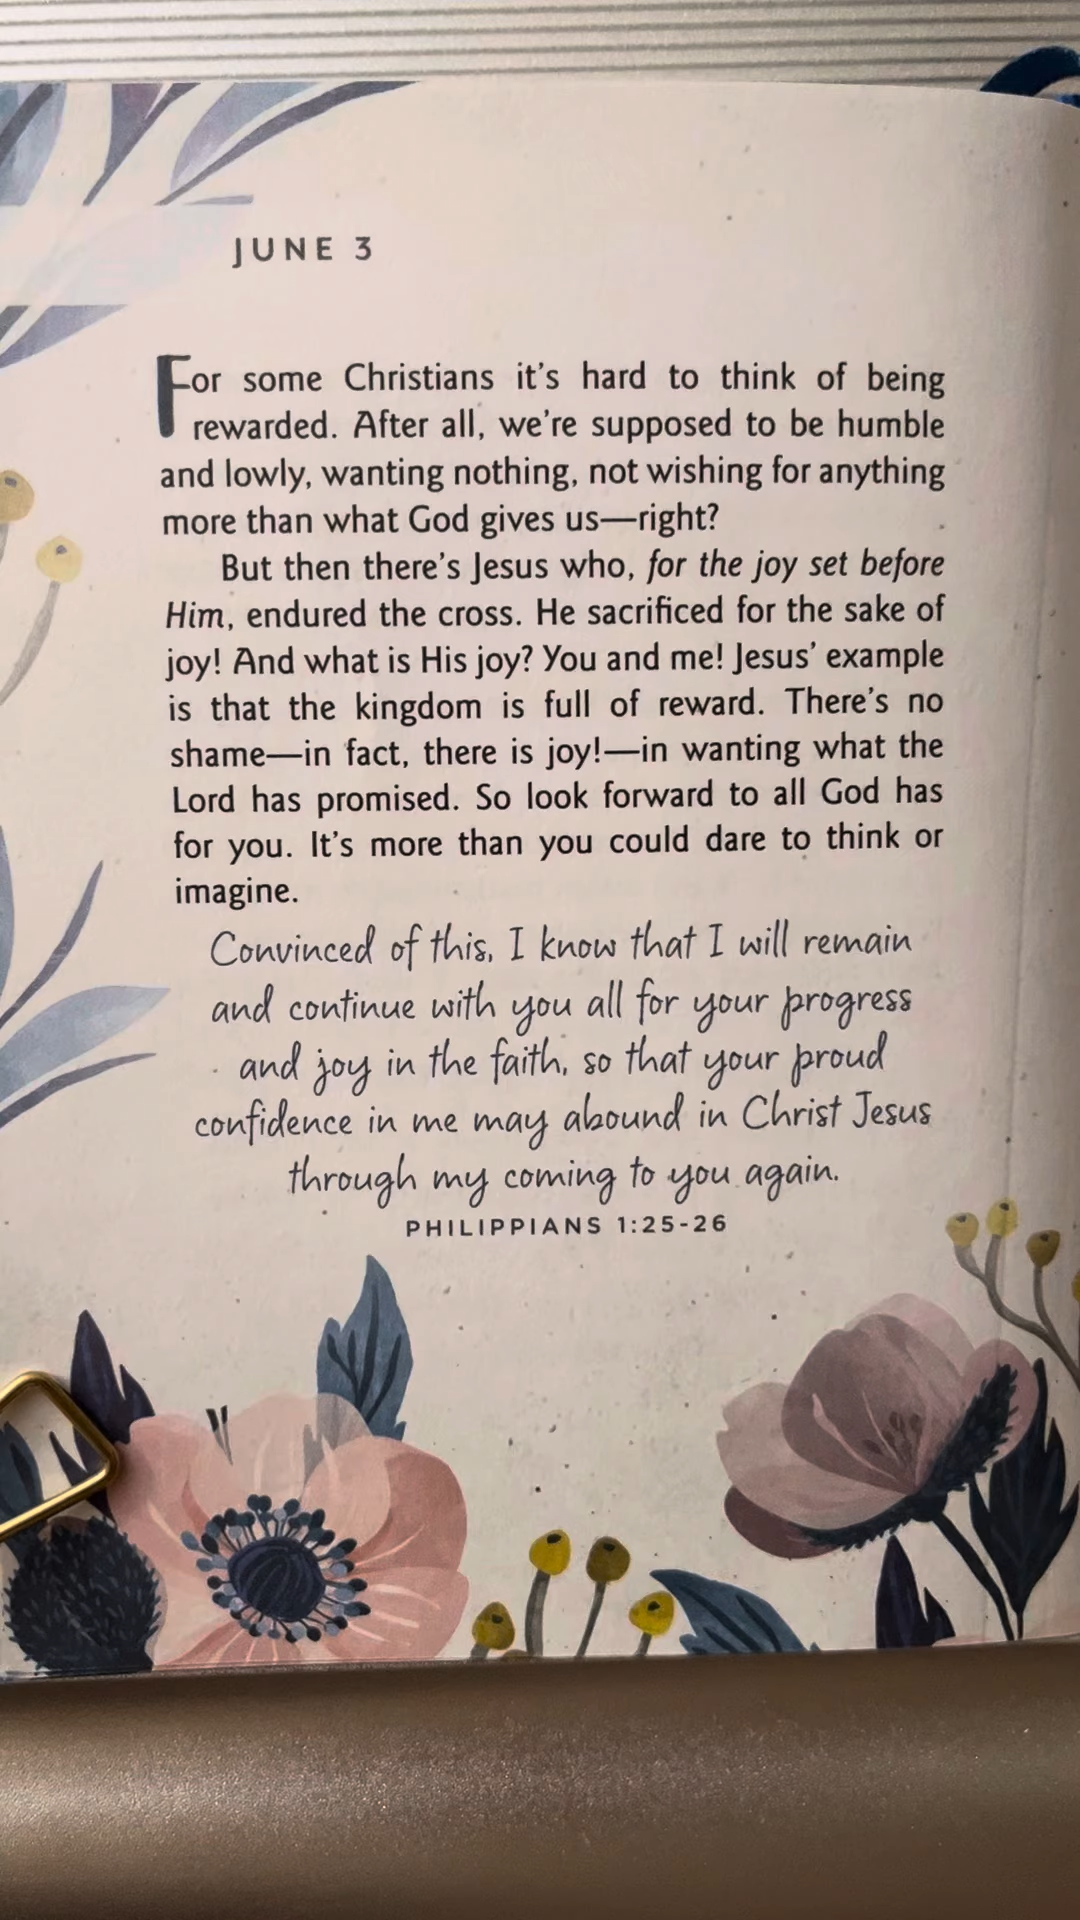 JUNE 3
For some Christians it's hard to think of being
rewarded. After all, we're supposed to be humble
and lowly, wanting nothing, not wishing for anything
more than what God gives us—right?
But then there's Jesus who, for the joy set before
Him, endured the cross. He sacrificed for the sake of
joy! And what is His joy? You and me! Jesus' example
is that the kingdom is full of reward. There's no
shame—in fact, there is joy!—in wanting what the
Lord has promised. So look forward to all God has
for you. It's more than you could dare to think or
imagine.
Convinced of this, I know that I will remain
and continue with you all for your progress
and joy in the faith, so that your proud
confidence in me may abound in Christ Jesus
through my coming to you again.
PHILIPPIANS 1:25-26